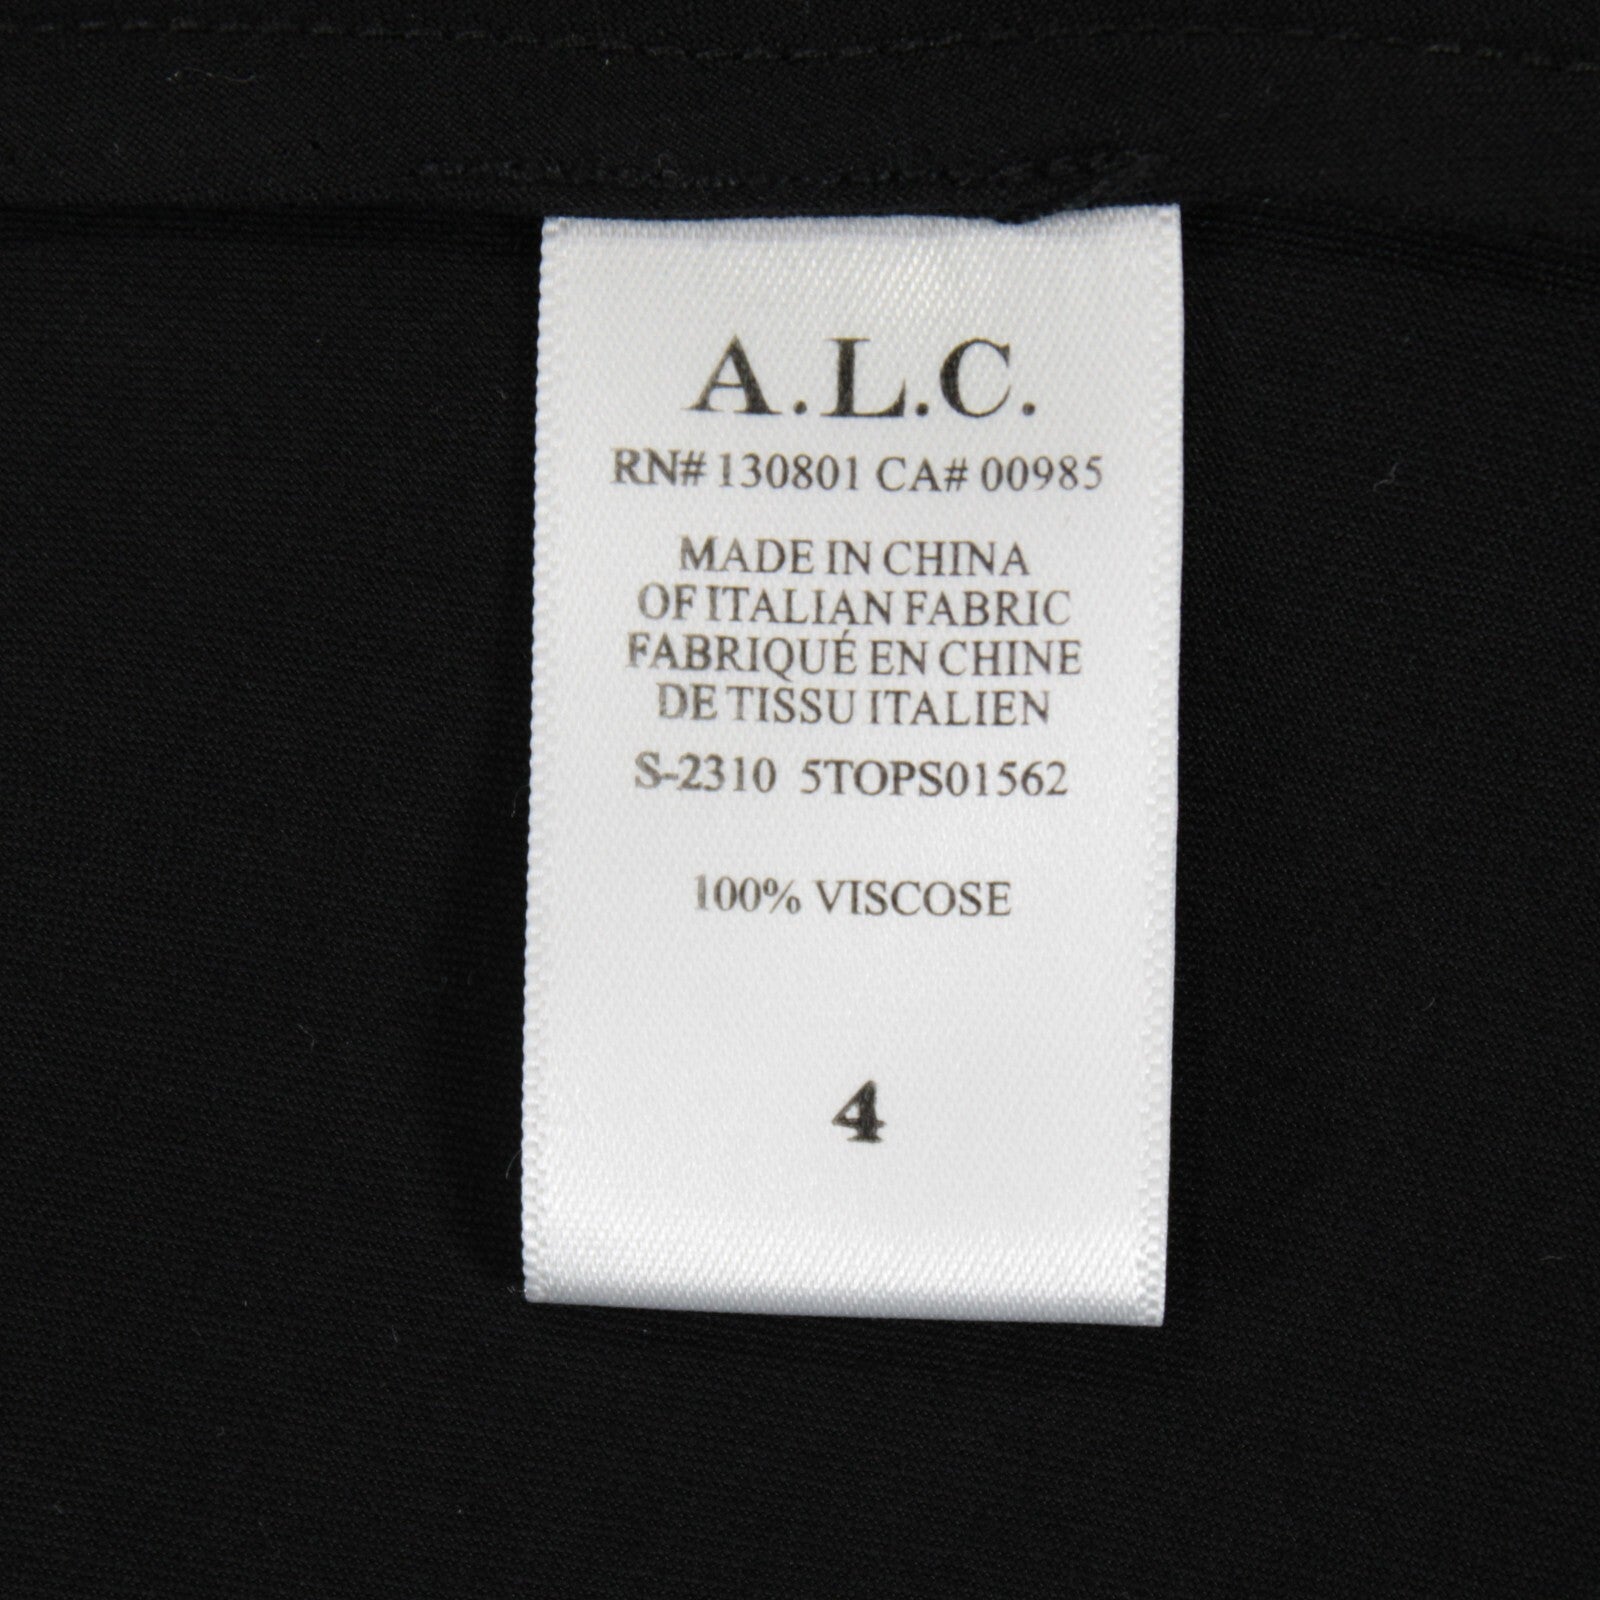 A.L.C.
RN# 130801 CA# 00985
MADE IN CHINA
OF ITALIAN FABRIC
FABRIQUÉ EN CHINE
DE TISSU ITALIEN
S-2310 5TOPS01562
100% VISCOSE
4